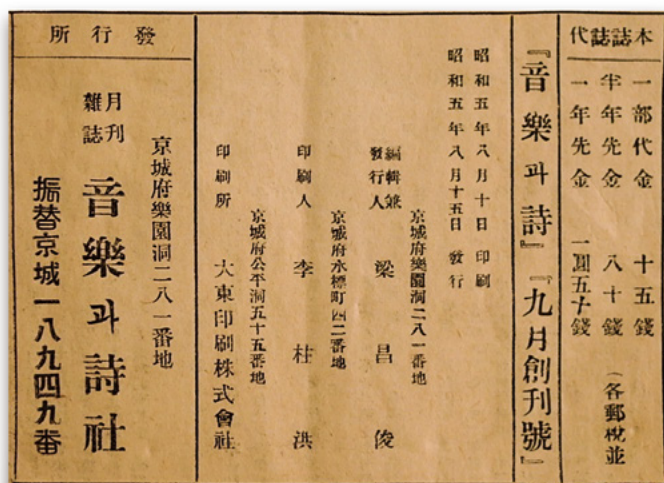 本誌誌代
一部代金 十五錢
半年先金 八十錢
一年先金 一圓五十錢
（各郵稅並
『音樂과詩』『九月創刊號』
昭和五年八月十日 印刷
昭和五年八月十五日 發行
京城府樂園洞二八一番地
編輯兼發行人 梁昌俊
京城府水標町四二番地
印刷人 李柱洪
京城府公平洞五十五番地
印刷所 大東印刷株式會社
發行所
京城府樂園洞二八一番地
月刊雜誌 音樂과詩社
振替京城一八九四九番